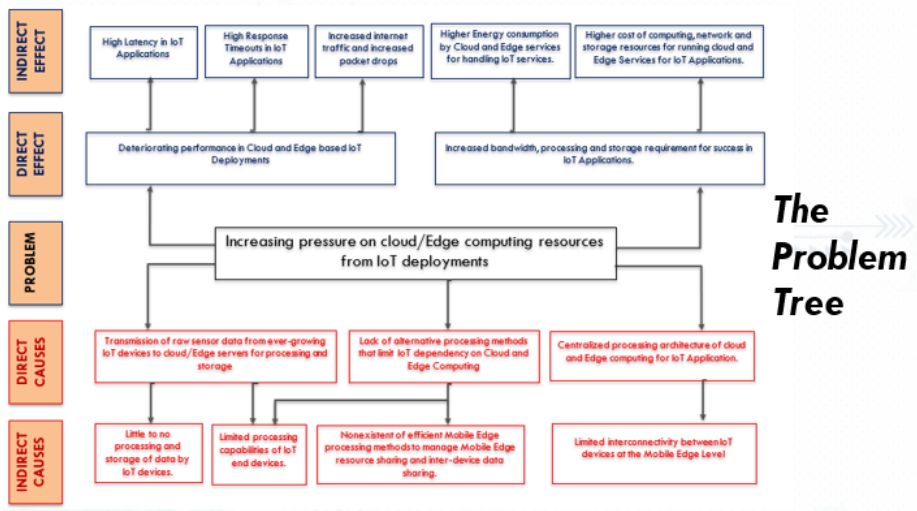 INDIRECT
EFFECT
High Latency in IoT
Applications
High Response
Timeouts in IoT
Applications
Increased internet
traffic and increased
packet drops
Higher Energy consumption
by Cloud and Edge services
for handling IoT services.
Higher cost of computing, network and
storage resources for running cloud and
Edge Services for IoT Applications.
DIRECT
EFFECT
Deteriorating performance in Cloud and Edge based IoT
Deployments
Increased bandwidth, processing and storage requirement for success in
IoT Applications.
PROBLEM
Increasing pressure on cloud/Edge computing resources
from IoT deployments
The
Problem
Tree
DIRECT
CAUSES
Transmission of raw sensor data from ever-growing
IoT devices to cloud/Edge servers for processing and
storage
Lack of alternative processing methods
that limit IoT dependency on Cloud and
Edge Computing
Centralized processing architecture of cloud
and Edge computing for IoT Application.
INDIRECT
CAUSES
Little to no
processing and
storage of data by
IoT devices.
Limited processing
capabilities of IoT
end devices.
Nonexistent of efficient Mobile Edge
processing methods to manage Mobile Edge
resource sharing and inter-device data
sharing.
Limited interconnectivity between IoT
devices at the Mobile Edge Level